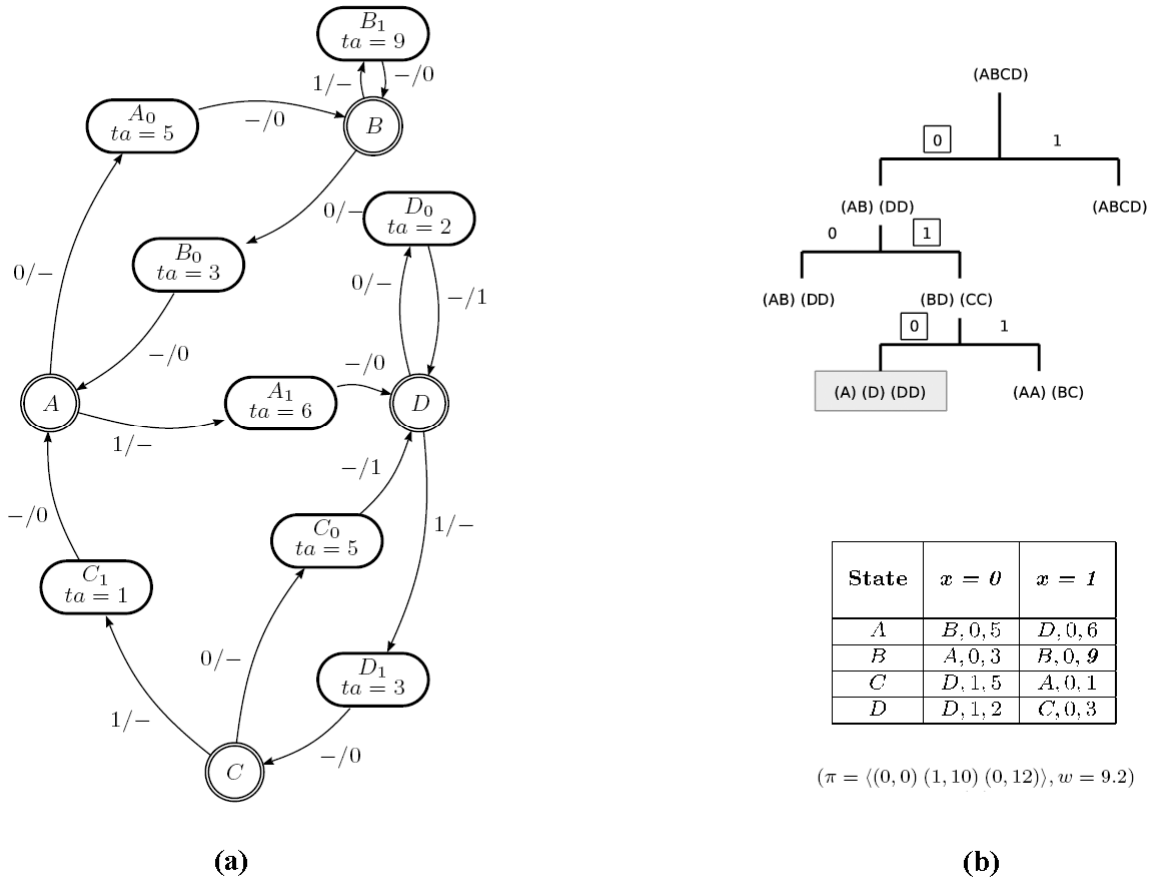 B₁
ta = 9
1/−
−/0
A₀
ta = 5
−/0
B
D₀
ta = 2
0/−
B₀
ta = 3
0/−
0/−
−/1
−/0
−/0
A
A₁
ta = 6
D
1/−
−/1
−/0
C₀
ta = 5
1/−
C₁
ta = 1
0/−
D₁
ta = 3
1/−
−/0
C
(a)
(ABCD)
0 1
(AB) (DD) (ABCD)
0 1
(AB) (DD) (BD) (CC)
0 1
(A) (D) (DD) (AA) (BC)
State x = 0 x = 1
A B, 0, 5 D, 0, 6
B A, 0, 3 B, 0, 9
C D, 1, 5 A, 0, 1
D D, 1, 2 C, 0, 3
(π = ⟨(0, 0) (1, 10) (0, 12)⟩, w = 9.2)
(b)